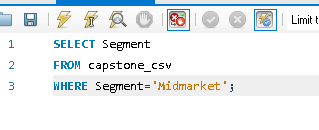 Limit t
1 SELECT Segment
2 FROM capstone_csv
3 WHERE Segment='Midmarket';